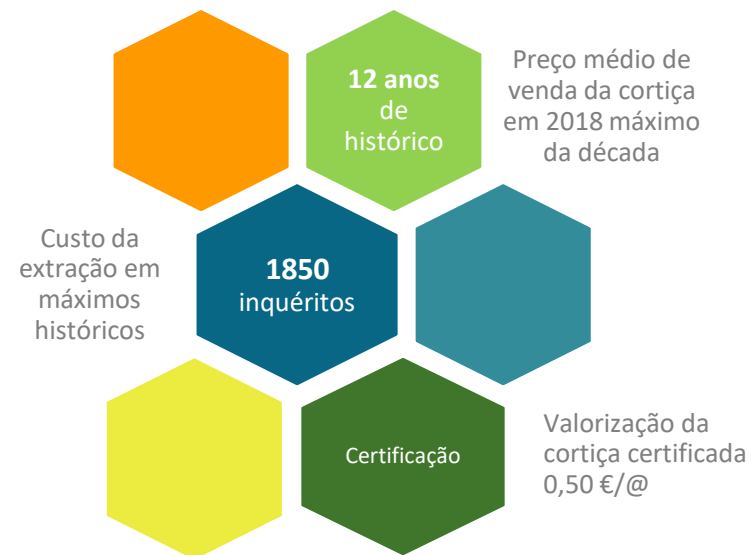 12 anos
de
histórico
Preço médio de
venda da cortiça
em 2018 máximo
da década
Custo da
extração em
máximos
históricos
1850
inquéritos
Certificação
Valorização da
cortiça certificada
0,50 €/@